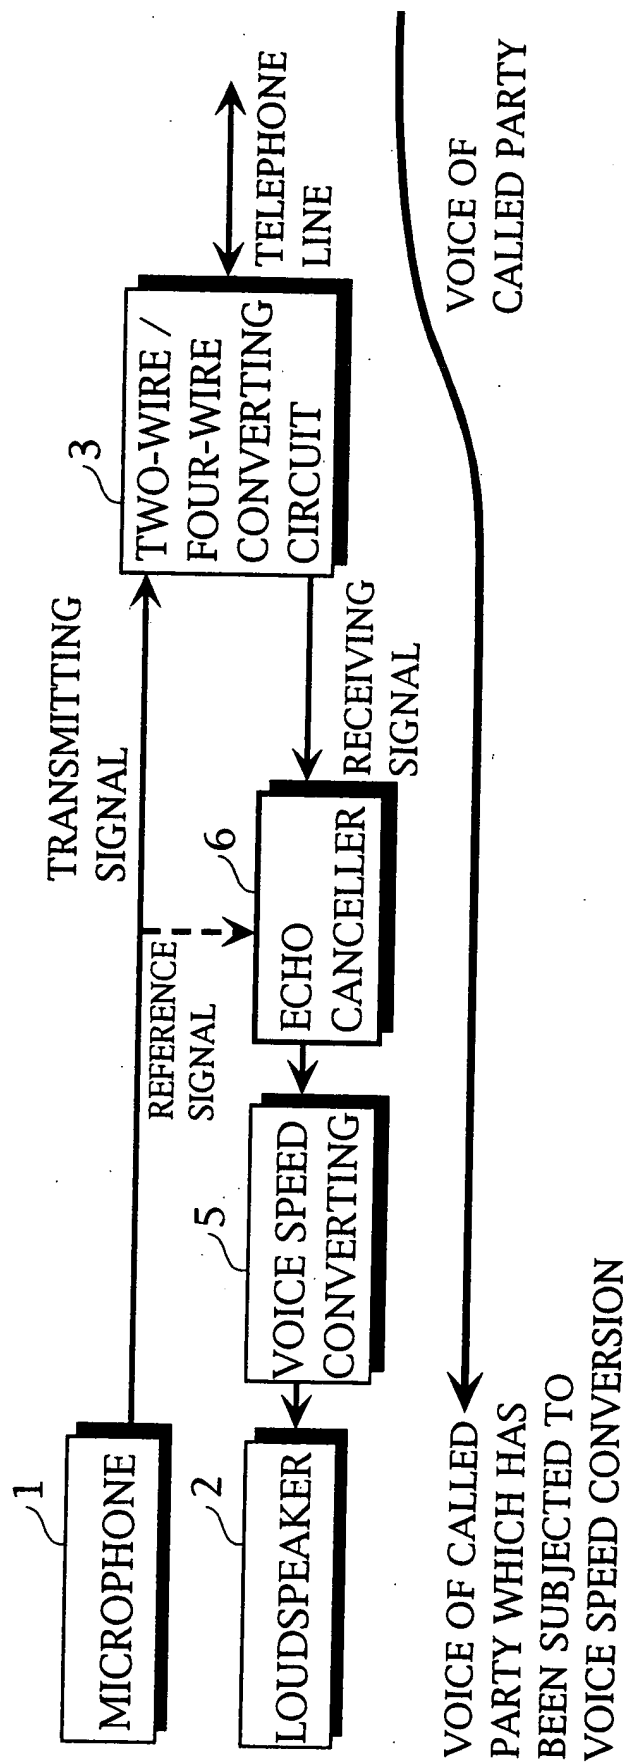 1
MICROPHONE
2
LOUDSPEAKER
5
VOICE SPEED
CONVERTING
6
ECHO
CANCELLER
REFERENCE
SIGNAL
TRANSMITTING
SIGNAL
RECEIVING
SIGNAL
3
TWO-WIRE /
FOUR-WIRE
CONVERTING
CIRCUIT
TELEPHONE
LINE
VOICE OF CALLED
PARTY WHICH HAS
BEEN SUBJECTED TO
VOICE SPEED CONVERSION
VOICE OF
CALLED PARTY